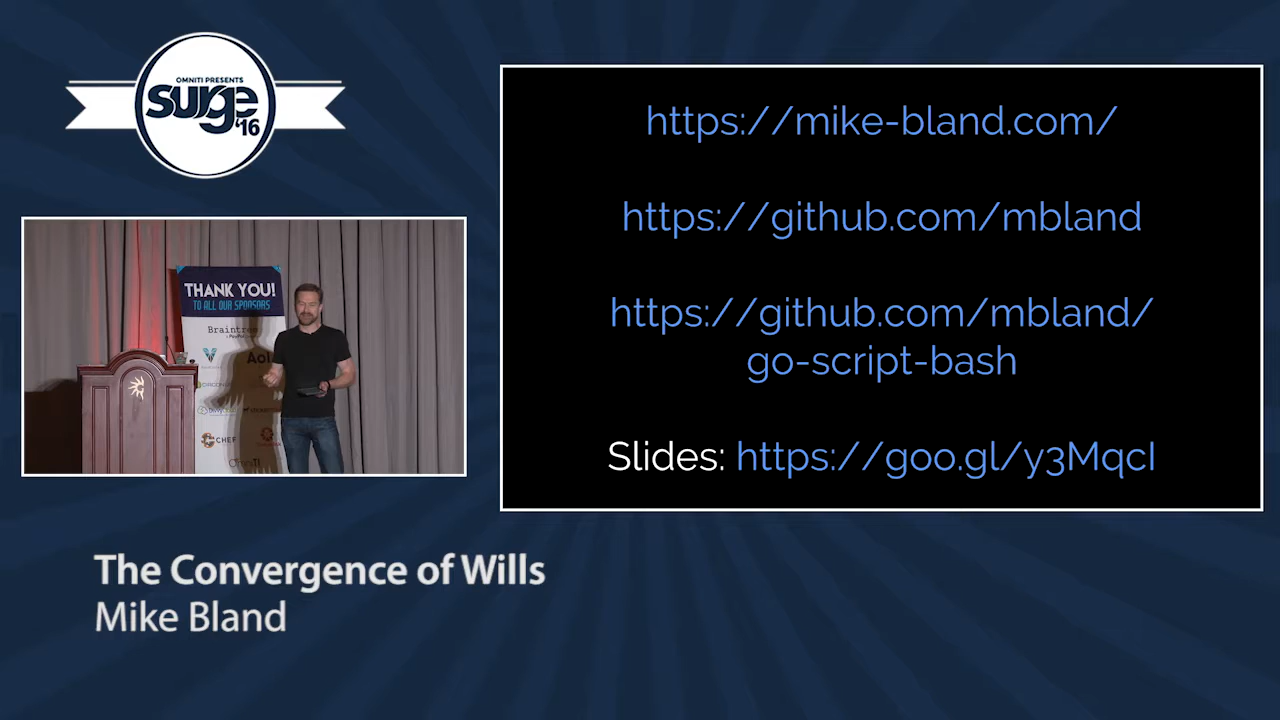 OMNITI PRESENTS
surge
'16
https://mike-bland.com/
https://github.com/mbland
https://github.com/mbland/
go-script-bash
Slides: https://goo.gl/y3MqcI
THANK YOU!
TO ALL OUR SPONSORS
Braintree
Aol
CHEF
The Convergence of Wills
Mike Bland